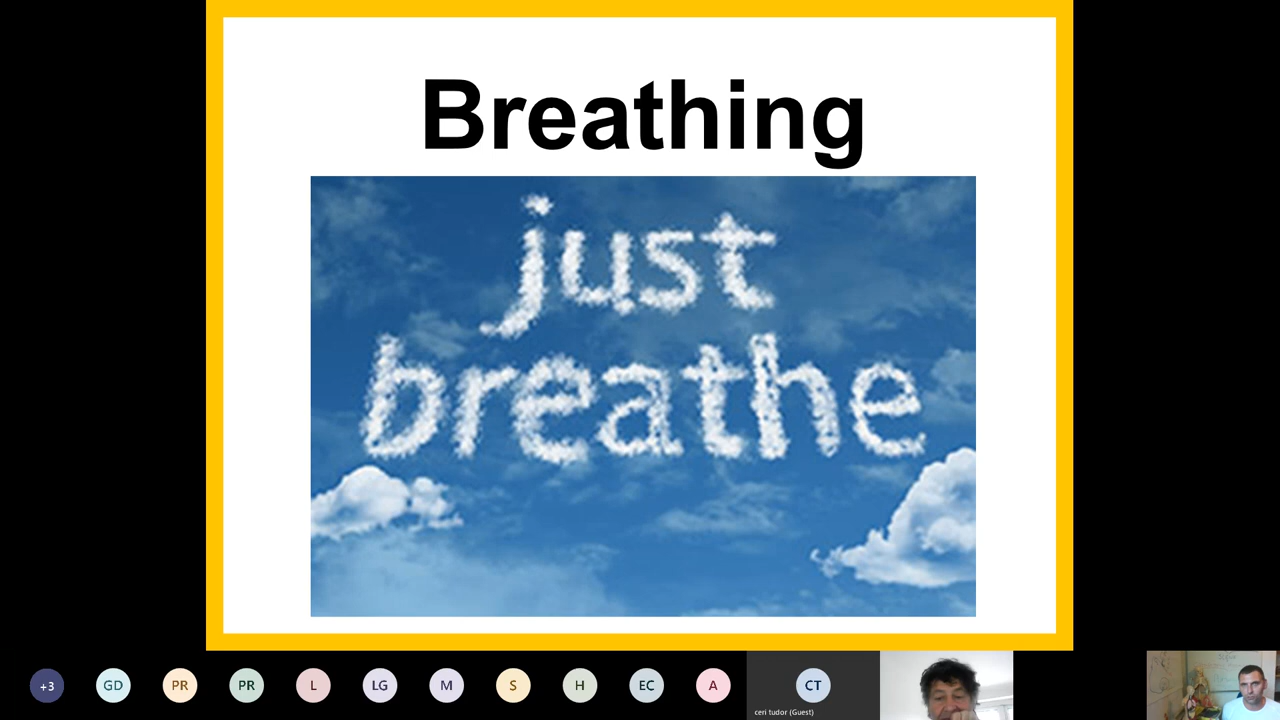 Breathing
just
breathe
+3
GD
PR
PR
L
LG
M
S
H
EC
A
CT
ceri tudor (Guest)